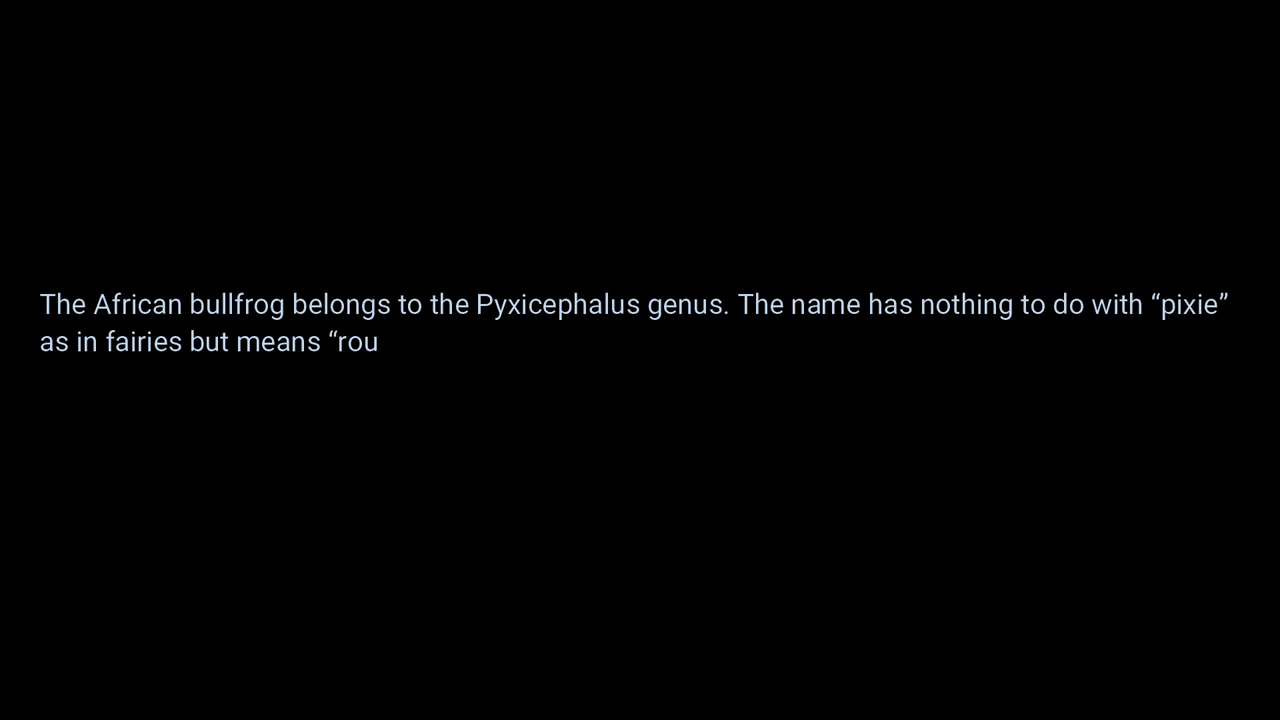 The African bullfrog belongs to the Pyxicephalus genus. The name has nothing to do with “pixie”
as in fairies but means “rou